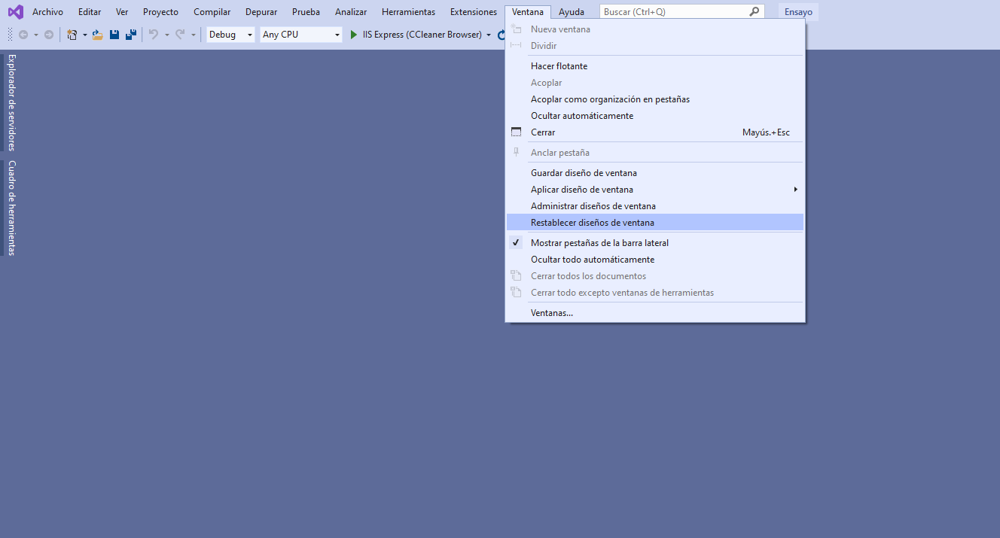 Archivo Editar Ver Proyecto Compilar Depurar Prueba Analizar Herramientas Extensiones Ventana Ayuda Buscar (Ctrl+Q) Ensayo
Debug Any CPU IIS Express (CCleaner Browser)
Explorador de servidores
Cuadro de herramientas
Nueva ventana
Dividir
Hacer flotante
Acoplar
Acoplar como organización en pestañas
Ocultar automáticamente
Cerrar Mayús.+Esc
Anclar pestaña
Guardar diseño de ventana
Aplicar diseño de ventana
Administrar diseños de ventana
Restablecer diseños de ventana
Mostrar pestañas de la barra lateral
Ocultar todo automáticamente
Cerrar todos los documentos
Cerrar todo excepto ventanas de herramientas
Ventanas...